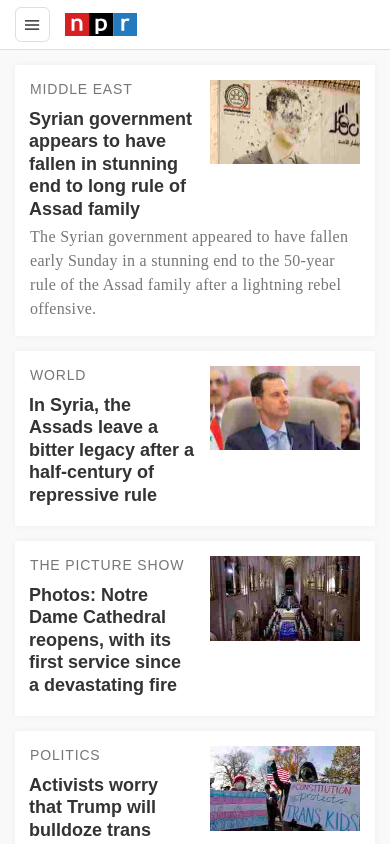 npr
MIDDLE EAST
Syrian government
appears to have
fallen in stunning
end to long rule of
Assad family
The Syrian government appeared to have fallen
early Sunday in a stunning end to the 50-year
rule of the Assad family after a lightning rebel
offensive.
WORLD
In Syria, the
Assads leave a
bitter legacy after a
half-century of
repressive rule
THE PICTURE SHOW
Photos: Notre
Dame Cathedral
reopens, with its
first service since
a devastating fire
POLITICS
Activists worry
that Trump will
bulldoze trans
CONSTITUTION
protects
TRANS KIDS